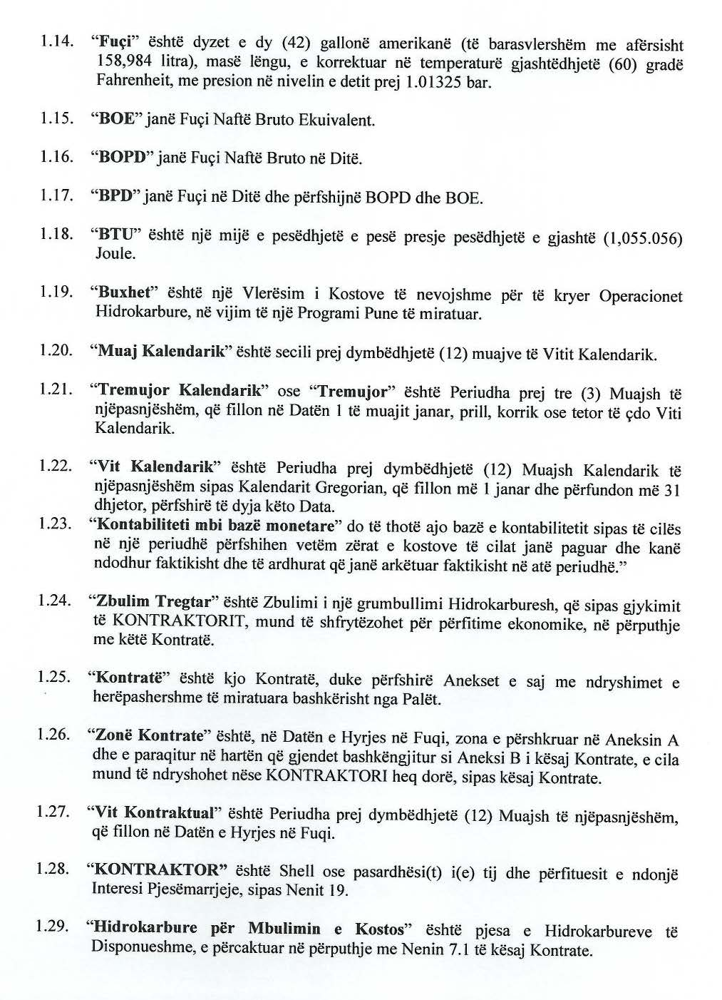 1.14. “Fuçi” është dyzet e dy (42) gallonë amerikanë (të barasvlershëm me afërsisht
158,984 litra), masë lëngu, e korrektuar në temperaturë gjashtëdhjetë (60) gradë
Fahrenheit, me presion në nivelin e detit prej 1.01325 bar.
1.15. “BOE” janë Fuçi Naftë Bruto Ekuivalent.
1.16. “BOPD” janë Fuçi Naftë Bruto në Ditë.
1.17. “BPD” janë Fuçi në Ditë dhe përfshijnë BOPD dhe BOE.
1.18. “BTU” është një mijë e pesëdhjetë e pesë presje pesëdhjetë e gjashtë (1,055.056)
Joule.
1.19. “Buxhet” është një Vlerësim i Kostove të nevojshme për të kryer Operacionet
Hidrokarbure, në vijim të një Programi Pune të miratuar.
1.20. “Muaj Kalendarik” është secili prej dymbëdhjetë (12) muajve të Vitit Kalendarik.
1.21. “Tremujor Kalendarik” ose “Tremujor” është Periudha prej tre (3) Muajsh të
njëpasnjëshëm, që fillon në Datën 1 të muajit janar, prill, korrik ose tetor të çdo Viti
Kalendarik.
1.22. “Vit Kalendarik” është Periudha prej dymbëdhjetë (12) Muajsh Kalendarik të
njëpasnjëshëm sipas Kalendarit Gregorian, që fillon më 1 janar dhe përfundon më 31
dhjetor, përfshirë të dyja këto Data.
1.23. “Kontabiliteti mbi bazë monetare” do të thotë ajo bazë e kontabilitetit sipas të cilës
në një periudhë përfshihen vetëm zërat e kostove të cilat janë paguar dhe kanë
ndodhur faktikisht dhe të ardhurat që janë arkëtuar faktikisht në atë periudhë.”
1.24. “Zbulim Tregtar” është Zbulimi i një grumbullimi Hidrokarburesh, që sipas gjykimit
të KONTRAKTORIT, mund të shfrytëzohet për përfitime ekonomike, në përputhje
me këtë Kontratë.
1.25. “Kontratë” është kjo Kontratë, duke përfshirë Anekset e saj me ndryshimet e
herëpashershme të miratuara bashkërisht nga Palët.
1.26. “Zonë Kontrate” është, në Datën e Hyrjes në Fuqi, zona e përshkruar në Aneksin A
dhe e paraqitur në hartën që gjendet bashkëngjitur si Aneksi B i kësaj Kontrate, e cila
mund të ndryshohet nëse KONTRAKTORI heq dorë, sipas kësaj Kontrate.
1.27. “Vit Kontraktual” është Periudha prej dymbëdhjetë (12) Muajsh të njëpasnjëshëm,
që fillon në Datën e Hyrjes në Fuqi.
1.28. “KONTRAKTOR” është Shell ose pasardhësi(t) i(e) tij dhe përfituesit e ndonjë
Interesi Pjesëmarrjeje, sipas Nenit 19.
1.29. “Hidrokarbure për Mbulimin e Kostos” është pjesa e Hidrokarbureve të
Disponueshme, e përcaktuar në përputhje me Nenin 7.1 të kësaj Kontrate.